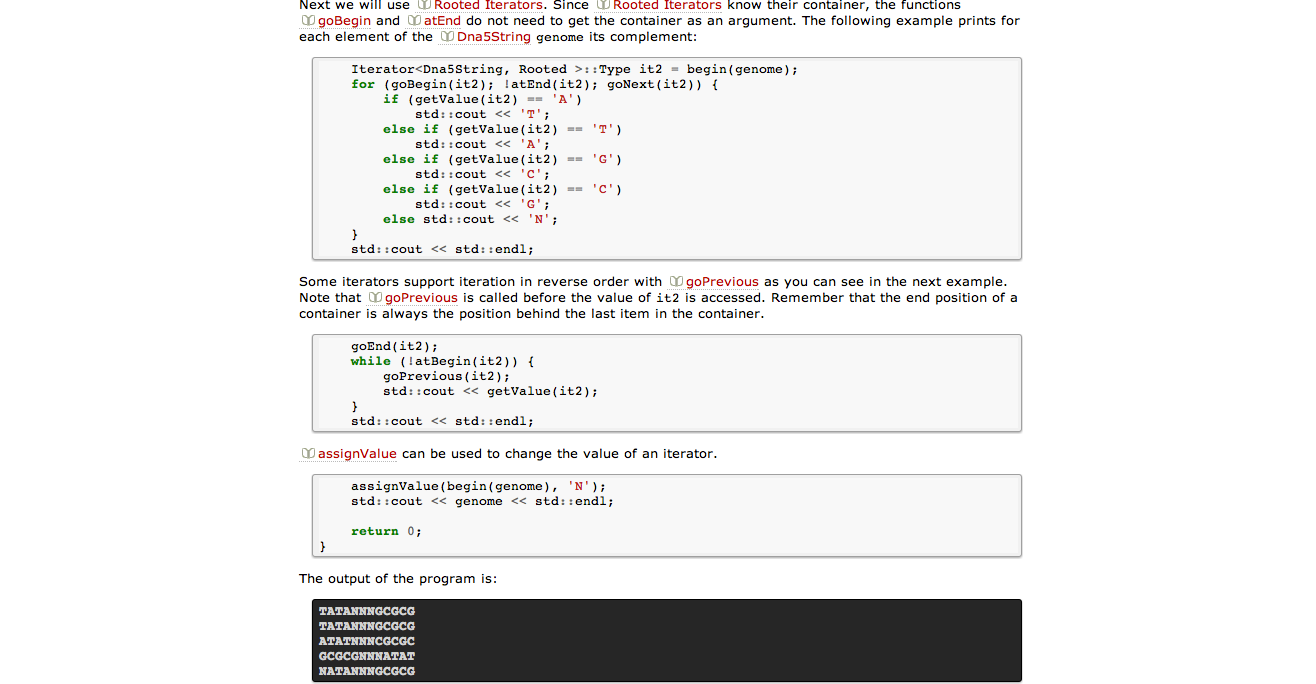 Next we will use Rooted Iterators. Since Rooted Iterators know their container, the functions
goBegin and atEnd do not need to get the container as an argument. The following example prints for
each element of the Dna5String genome its complement:
    Iterator<Dna5String, Rooted >::Type it2 = begin(genome);
    for (goBegin(it2); !atEnd(it2); goNext(it2)) {
        if (getValue(it2) == 'A')
            std::cout << 'T';
        else if (getValue(it2) == 'T')
            std::cout << 'A';
        else if (getValue(it2) == 'G')
            std::cout << 'C';
        else if (getValue(it2) == 'C')
            std::cout << 'G';
        else std::cout << 'N';
    }
    std::cout << std::endl;
Some iterators support iteration in reverse order with goPrevious as you can see in the next example.
Note that goPrevious is called before the value of it2 is accessed. Remember that the end position of a
container is always the position behind the last item in the container.
    goEnd(it2);
    while (!atBegin(it2)) {
        goPrevious(it2);
        std::cout << getValue(it2);
    }
    std::cout << std::endl;
assignValue can be used to change the value of an iterator.
    assignValue(begin(genome), 'N');
    std::cout << genome << std::endl;
    return 0;
}
The output of the program is:
TATANNNGCGCG
TATANNNGCGCG
ATATNNNCGCGC
GCGCGNNNATAT
NATANNNGCGCG